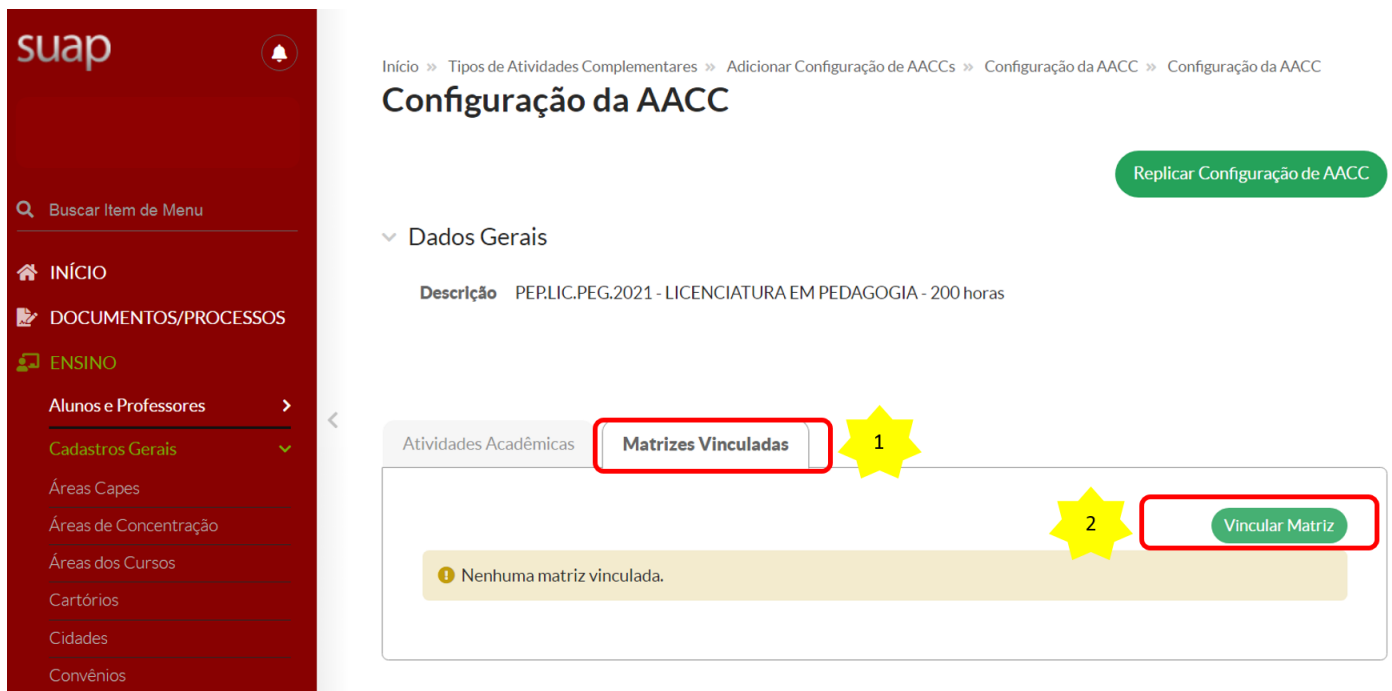 suap
Buscar Item de Menu
INÍCIO
DOCUMENTOS/PROCESSOS
ENSINO
Alunos e Professores
Cadastros Gerais
Áreas Capes
Áreas de Concentração
Áreas dos Cursos
Cartórios
Cidades
Convênios
Início » Tipos de Atividades Complementares » Adicionar Configuração de AACCs » Configuração da AACC » Configuração da AACC
Configuração da AACC
Replicar Configuração de AACC
Dados Gerais
Descrição PEP.LIC.PEG.2021 - LICENCIATURA EM PEDAGOGIA - 200 horas
Atividades Acadêmicas Matrizes Vinculadas 1
2 Vincular Matriz
Nenhuma matriz vinculada.